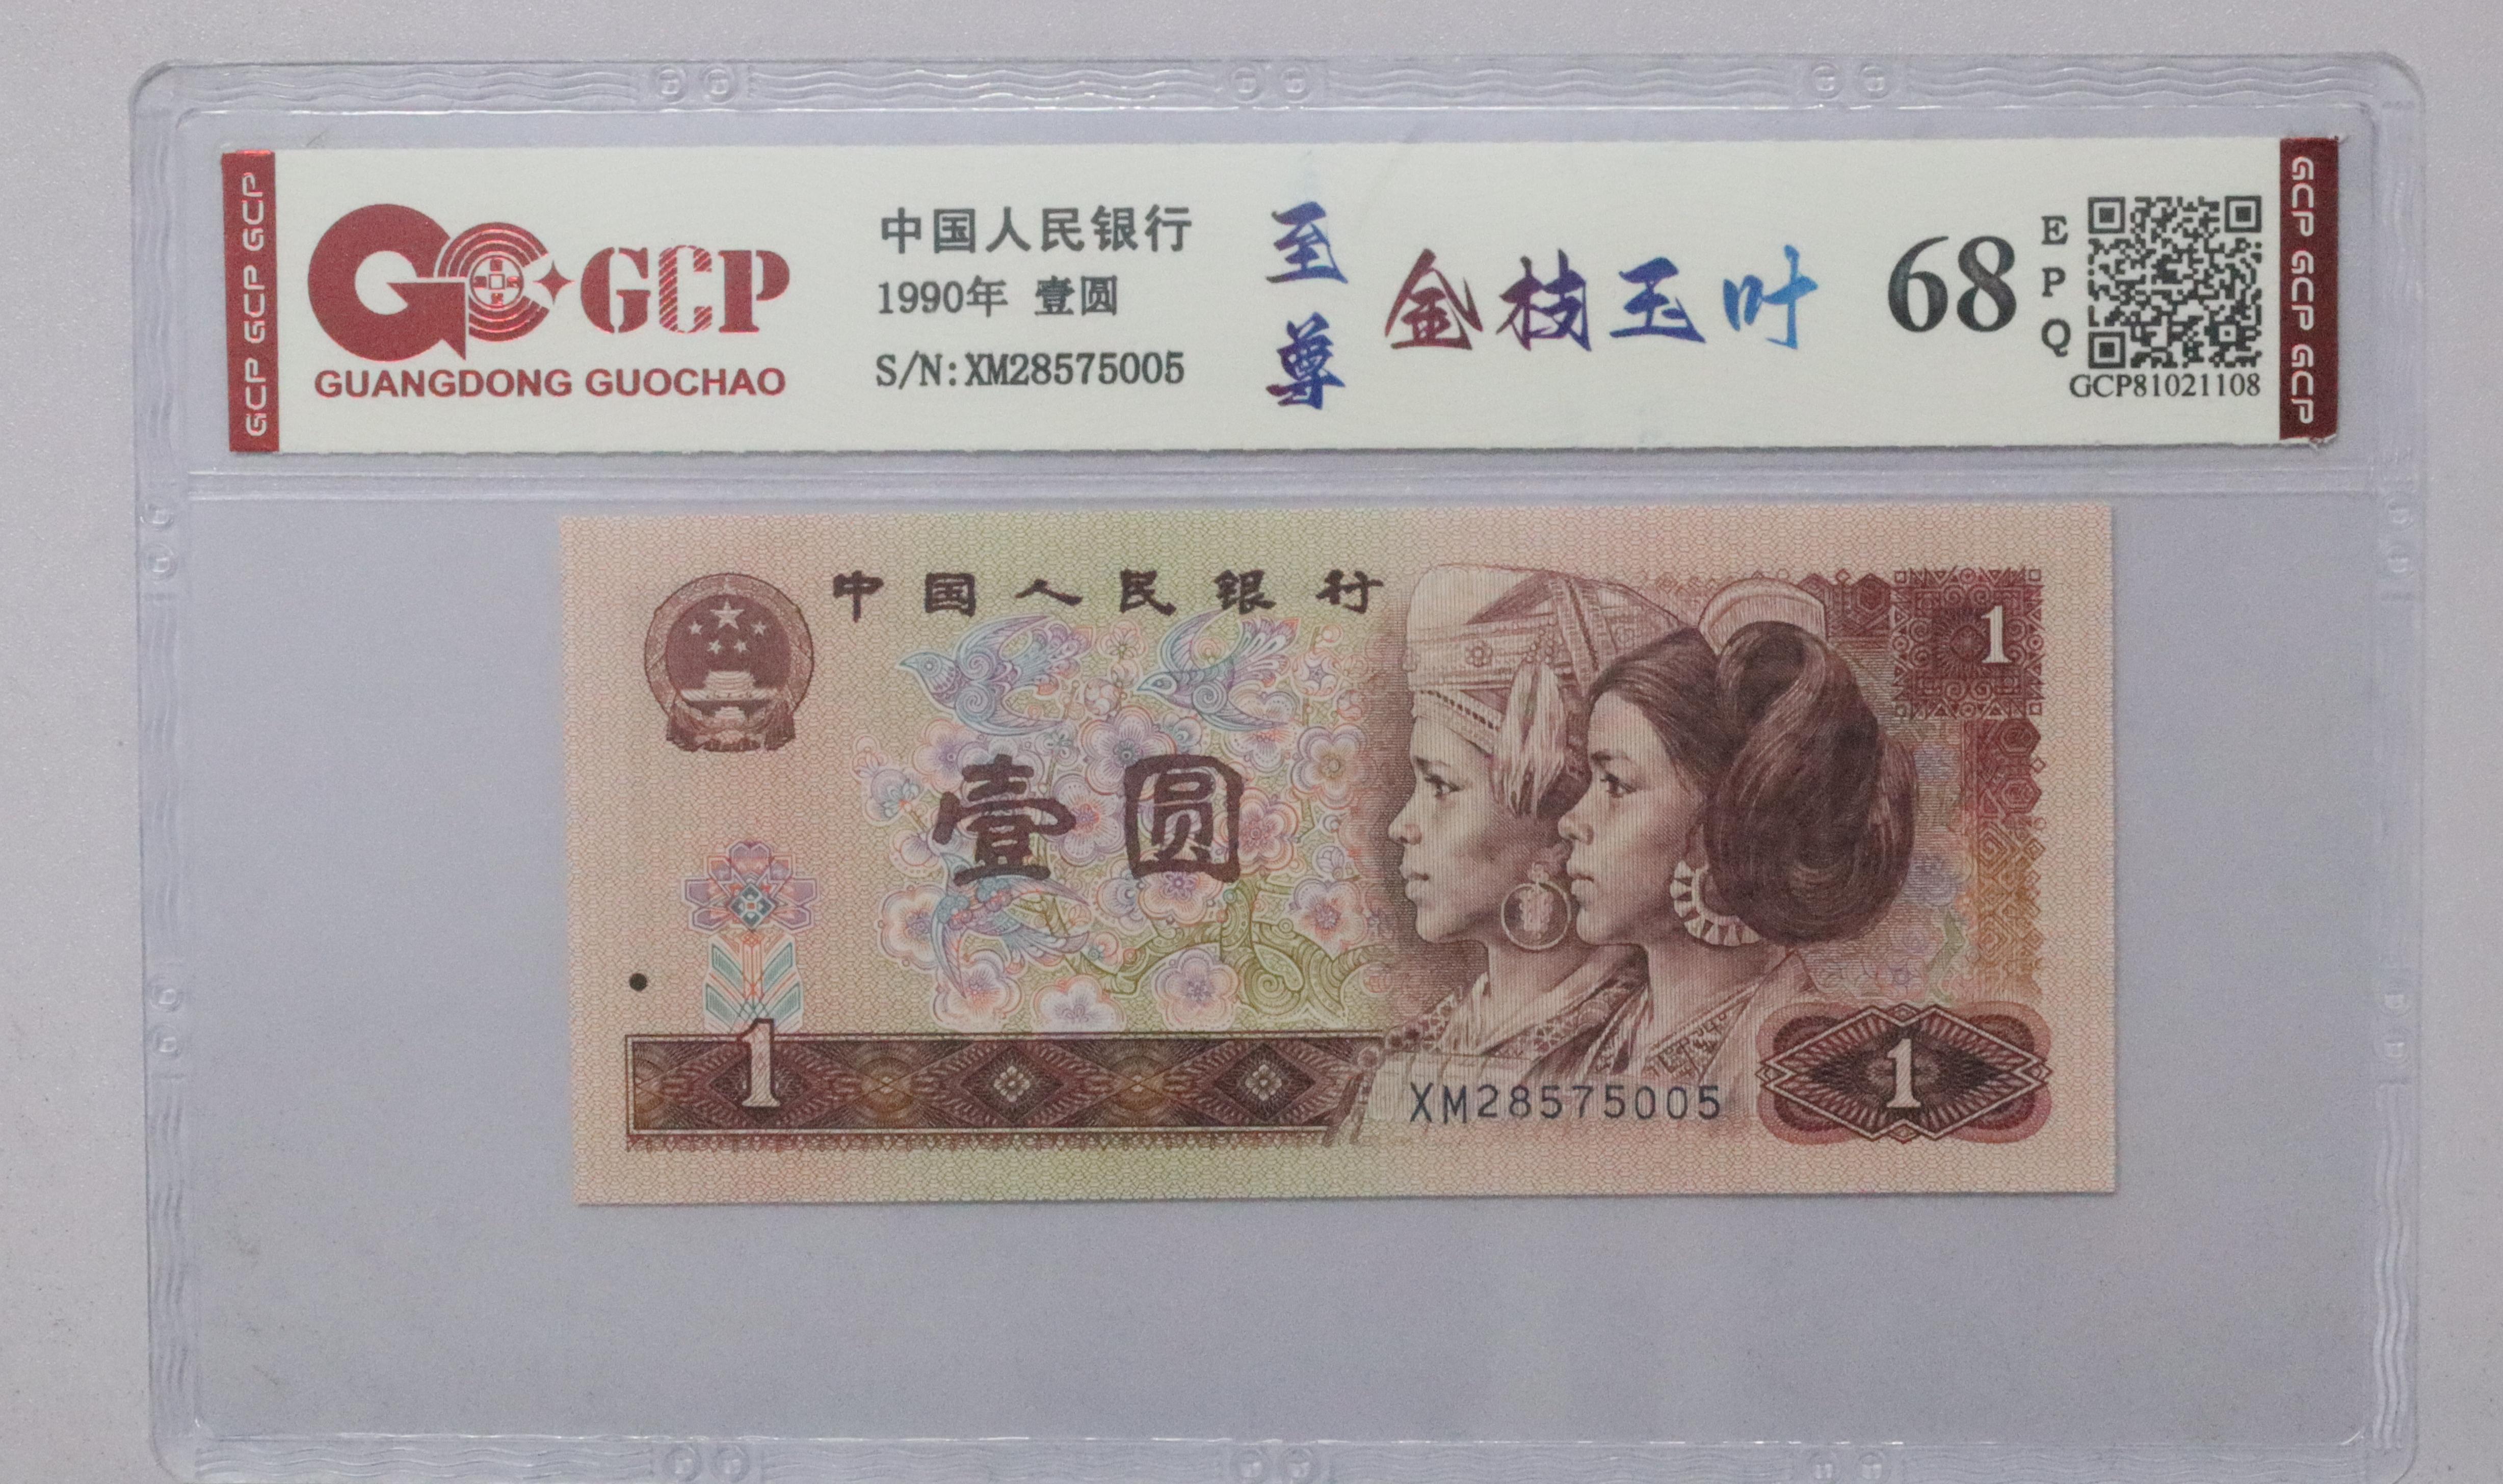 GCP GCP GCP
GCP
GUANGDONG GUOCHAO
中国人民银行
1990年 壹圆
S/N:XM28575005
至尊
金枝玉叶
68
EPQ
GCP81021108
GCP GCP GCP
中国人民银行
1
壹圆
1
XM28575005
1